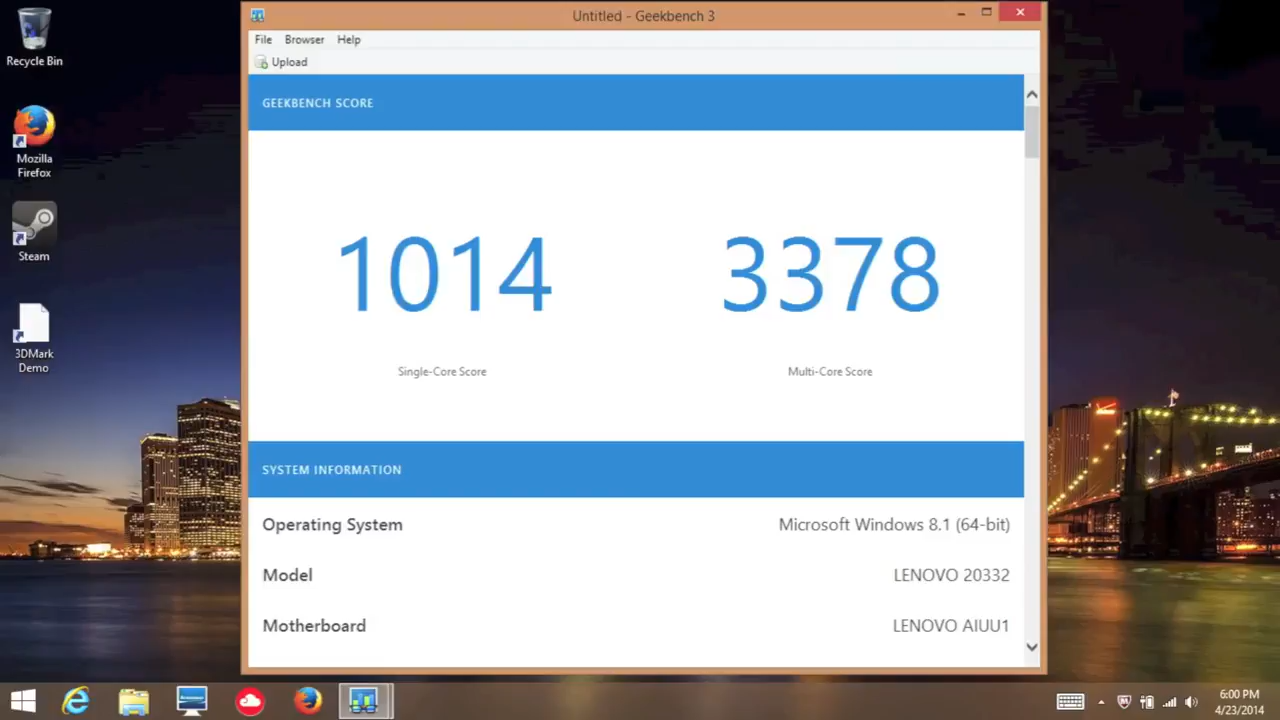 Untitled - Geekbench 3
File Browser Help
Upload
GEEKBENCH SCORE
1014 3378
Single-Core Score Multi-Core Score
SYSTEM INFORMATION
Operating System Microsoft Windows 8.1 (64-bit)
Model LENOVO 20332
Motherboard LENOVO AIUU1
Recycle Bin
Mozilla
Firefox
Steam
3DMark
Demo
6:00 PM
4/23/2014